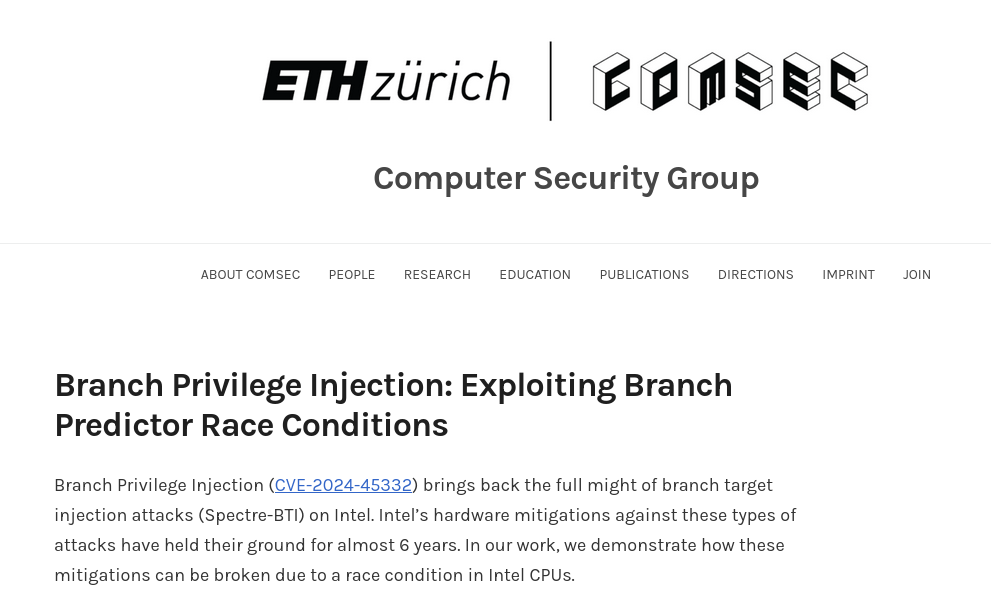 ETH zürich | COMSEC
Computer Security Group
ABOUT COMSEC PEOPLE RESEARCH EDUCATION PUBLICATIONS DIRECTIONS IMPRINT JOIN
Branch Privilege Injection: Exploiting Branch
Predictor Race Conditions
Branch Privilege Injection (CVE-2024-45332) brings back the full might of branch target
injection attacks (Spectre-BTI) on Intel. Intel’s hardware mitigations against these types of
attacks have held their ground for almost 6 years. In our work, we demonstrate how these
mitigations can be broken due to a race condition in Intel CPUs.